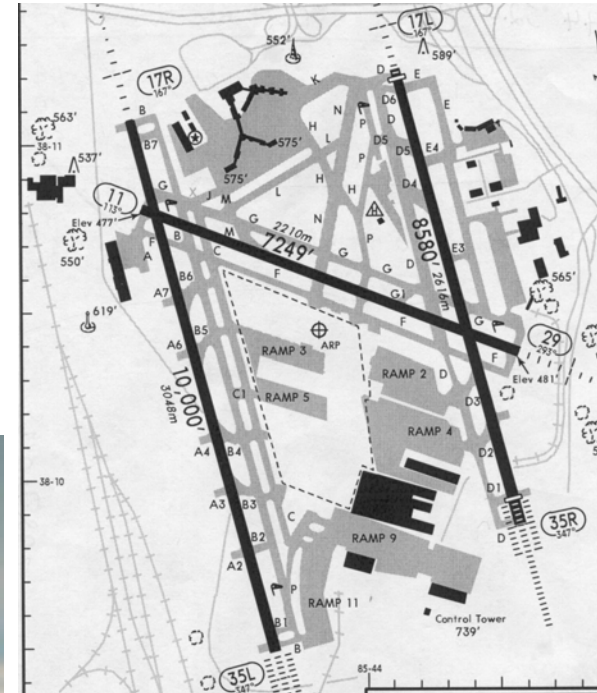 17L
167°
552'
589'
17R
167°
K
D
E
B
N
D6
D
E
563'
P
H
L
D5
38-11
B7
575'
P
D5
E4
537'
575'
H
H
D4
G
X
J
M
L
11
113°
N
Elev 477'
M
G
2210m
7249'
P
8580'
2616m
F
B
C
G
E3
550'
A
F
G
D
B6
565'
G1
A7
619'
F
G
29
293°
B5
ARP
A6
RAMP 3
F
RAMP 2
Elev 481'
10,000'
3048m
D
C1
RAMP 5
D3
RAMP 4
A4
B4
D2
38-10
D1
A3
B3
C
35R
347°
B2
RAMP 9
D
A2
P
RAMP 11
Control Tower
739'
B1
B
35L
347°
85-44